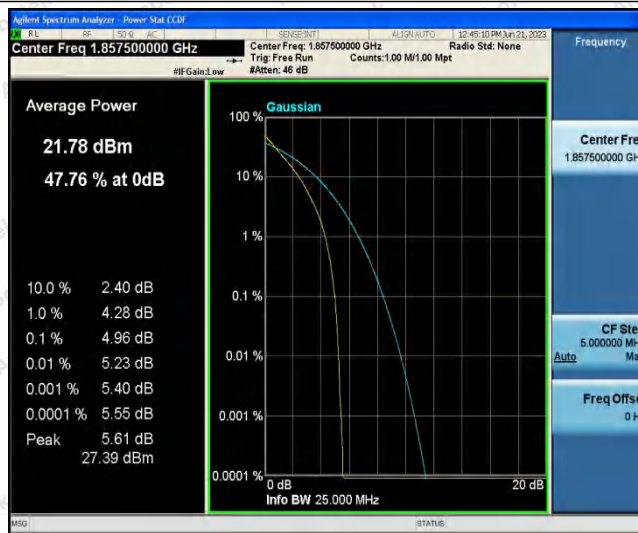 Agilent Spectrum Analyzer - Power Stat CCDF
RL RF 50 Ω AC SENSE:INT ALIGN AUTO 12:45:10 PM Jun 21, 2023
Center Freq 1.857500000 GHz
Center Freq: 1.857500000 GHz Radio Std: None
Trig: Free Run Counts:1.00 M/1.00 Mpt
#IFGain:Low #Atten: 46 dB
Frequency
Average Power
21.78 dBm
47.76 % at 0dB
10.0 % 2.40 dB
1.0 % 4.28 dB
0.1 % 4.96 dB
0.01 % 5.23 dB
0.001 % 5.40 dB
0.0001 % 5.55 dB
Peak 5.61 dB
27.39 dBm
Gaussian
100 %
10 %
1 %
0.1 %
0.01 %
0.001 %
0.0001 %
0 dB 20 dB
Info BW 25.000 MHz
Center Fre
1.857500000 GH
CF Ste
5.000000 MH
Auto Ma
Freq Offs
0 H
MSG STATUS